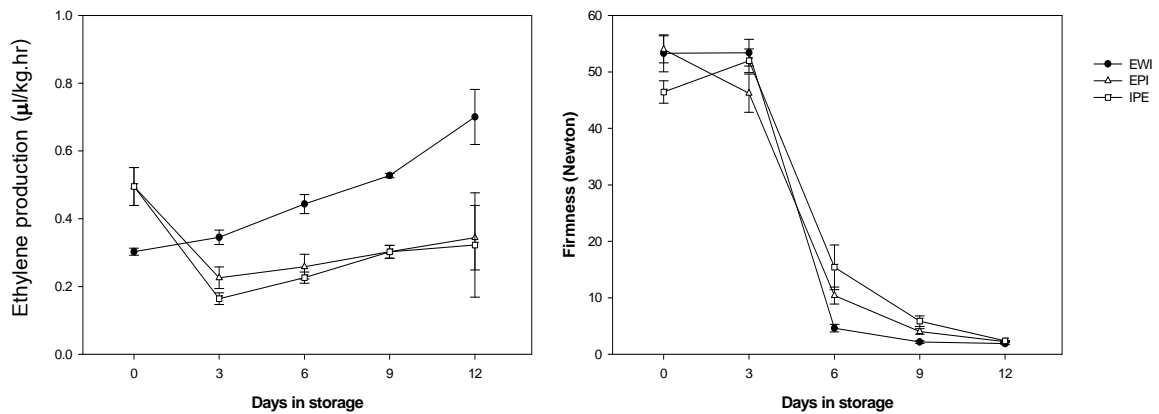 Ethylene production (μl/kg.hr)
1.0
0.8
0.6
0.4
0.2
0.0
0 3 6 9 12
Days in storage
Firmness (Newton)
60
50
40
30
20
10
0
0 3 6 9 12
Days in storage
EWI
EPI
IPE